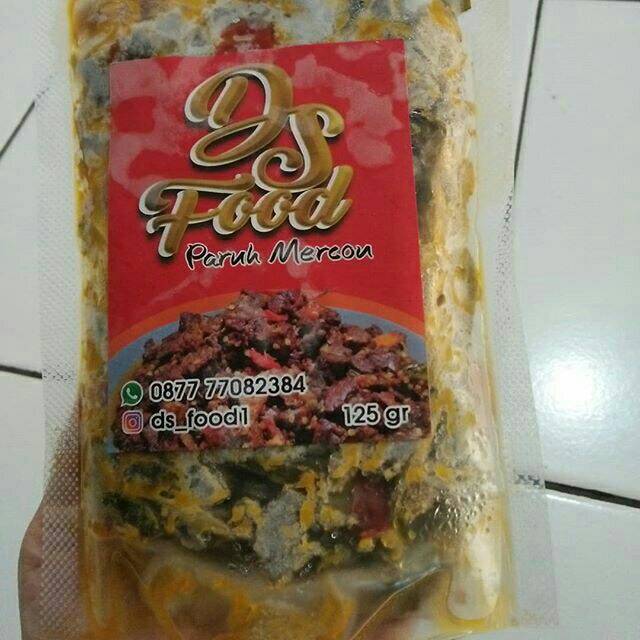 DS
Food
Paruh Mercon
0877 77082384
ds_food1
125 gr